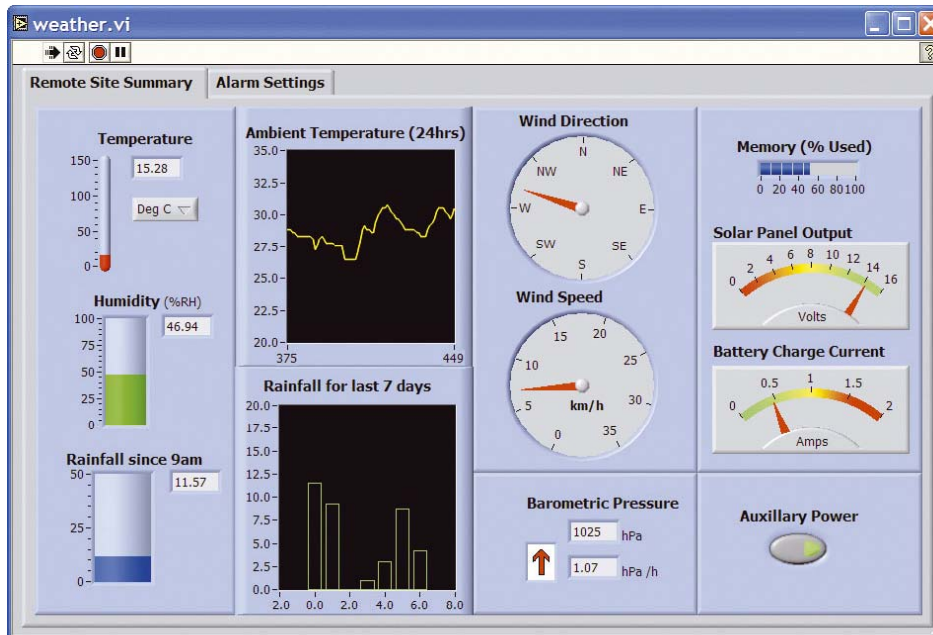 weather.vi
?
Remote Site Summary
Alarm Settings
Temperature
150
100
50
0
15.28
Deg C
Humidity (%RH)
100
75
50
25
0
46.94
Rainfall since 9am
50
25
0
11.57
Ambient Temperature (24hrs)
35.0
32.5
30.0
27.5
25.0
22.5
20.0
375 449
Rainfall for last 7 days
20.0
17.5
15.0
12.5
10.0
7.5
5.0
2.5
0.0
2.0 0.0 2.0 4.0 6.0 8.0
Wind Direction
N
NW NE
W E
SW SE
S
Wind Speed
15 20
10 25
5 30
0 35
km/h
Barometric Pressure
1025 hPa
1.07 hPa /h
Memory (% Used)
0 20 40 60 80 100
Solar Panel Output
0 2 4 6 8 10 12 14 16
Volts
Battery Charge Current
0 0.5 1 1.5 2
Amps
Auxillary Power